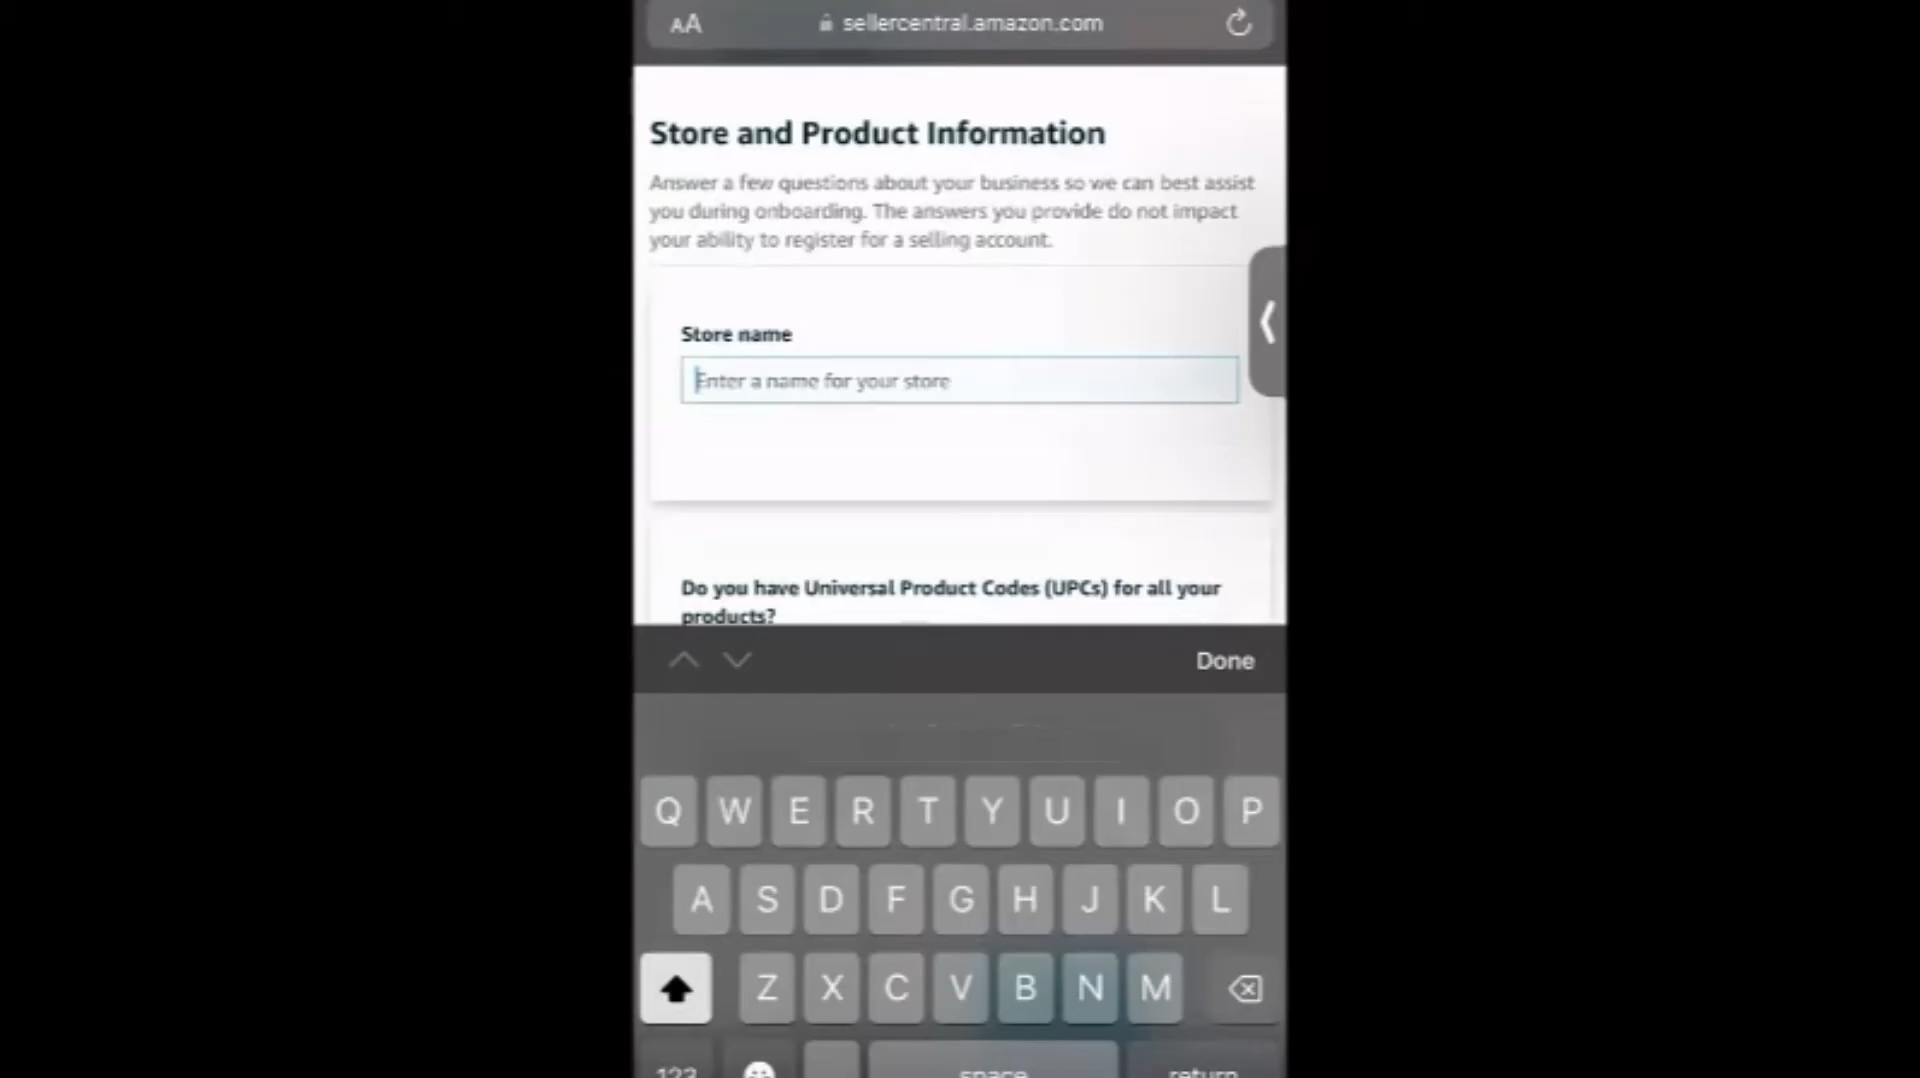 AA sellercentral.amazon.com
Store and Product Information
Answer a few questions about your business so we can best assist
you during onboarding. The answers you provide do not impact
your ability to register for a selling account.
Store name
Enter a name for your store
Do you have Universal Product Codes (UPCs) for all your
products?
Done
Q W E R T Y U I O P
A S D F G H J K L
Z X C V B N M
123 space return